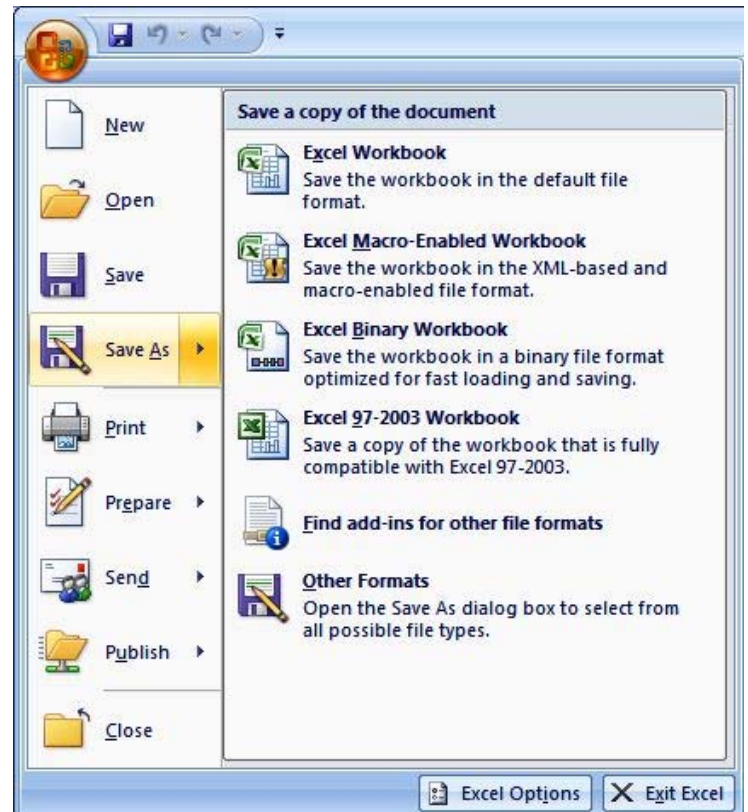 New
Open
Save
Save As
Print
Prepare
Send
Publish
Close
Save a copy of the document
Excel Workbook
Save the workbook in the default file
format.
Excel Macro-Enabled Workbook
Save the workbook in the XML-based and
macro-enabled file format.
Excel Binary Workbook
Save the workbook in a binary file format
optimized for fast loading and saving.
Excel 97-2003 Workbook
Save a copy of the workbook that is fully
compatible with Excel 97-2003.
Find add-ins for other file formats
Other Formats
Open the Save As dialog box to select from
all possible file types.
Excel Options
Exit Excel